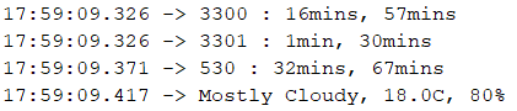 17:59:09.326 -> 3300 : 16mins, 57mins
17:59:09.326 -> 3301 : 1min, 30mins
17:59:09.371 -> 530 : 32mins, 67mins
17:59:09.417 -> Mostly Cloudy, 18.0C, 80%